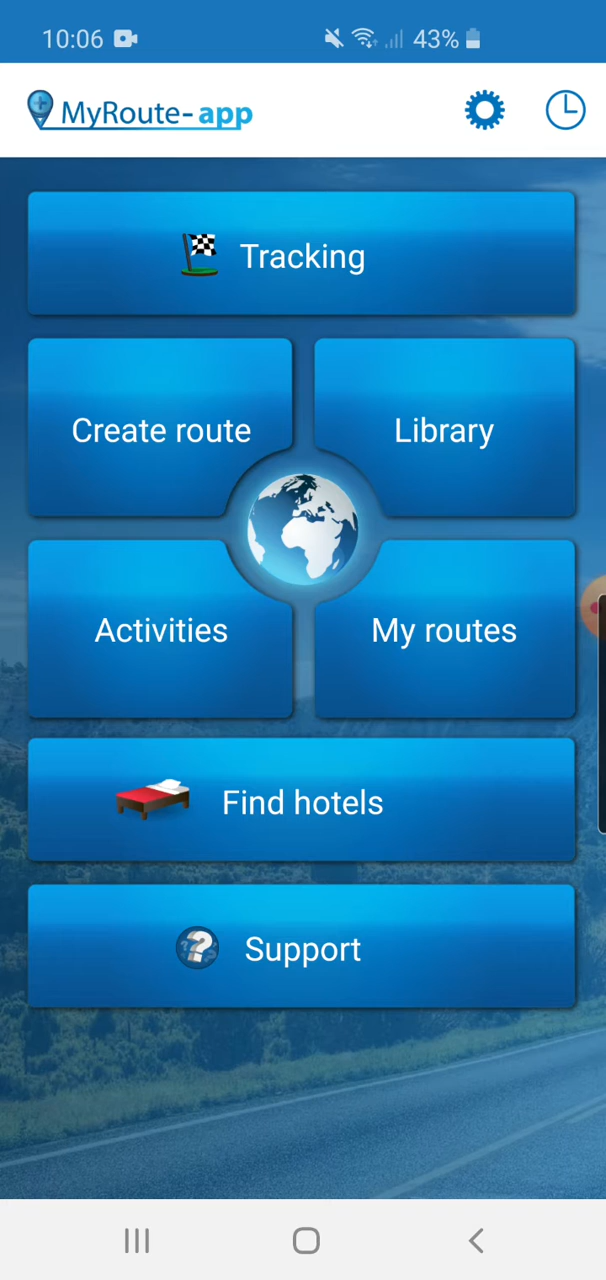 10:06 43%
MyRoute-app
Tracking
Create route
Library
Activities
My routes
Find hotels
Support